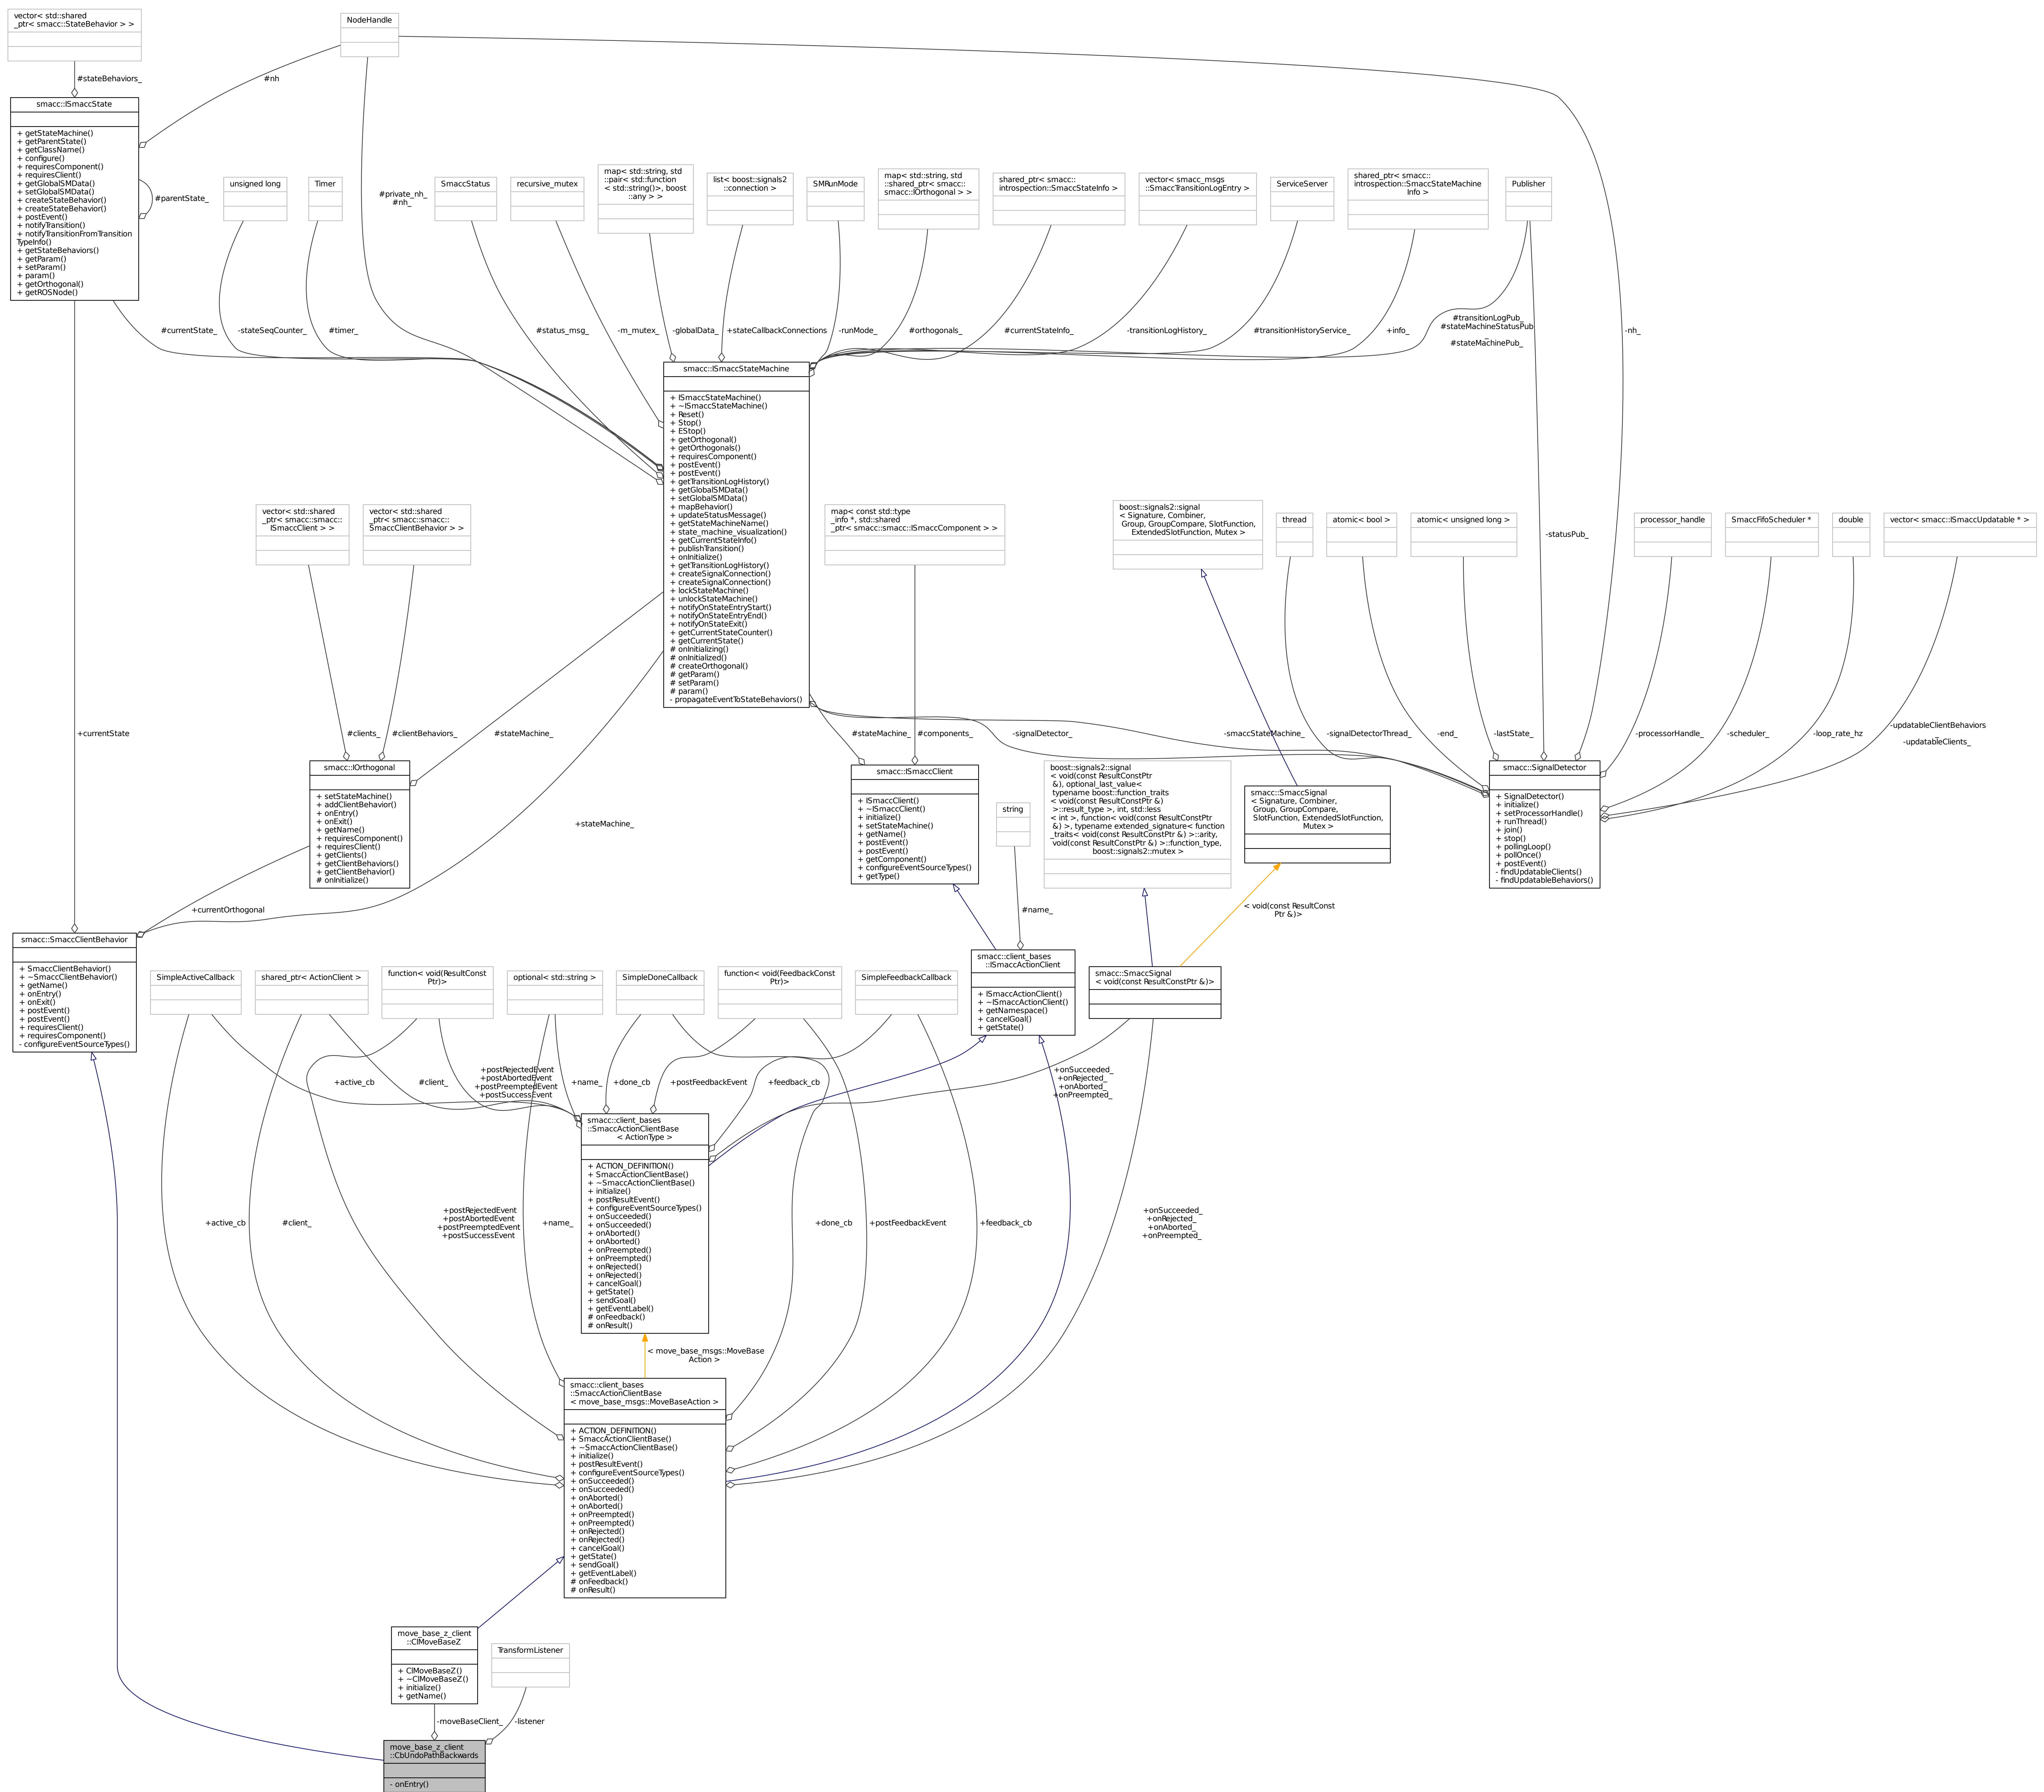 vector< std::shared
_ptr< smacc::StateBehavior > >
NodeHandle
#stateBehaviors_
#nh
smacc::ISmaccState
+ getStateMachine()
+ getParentState()
+ getClassName()
+ configure()
+ requiresComponent()
+ requiresClient()
+ getGlobalSMData()
+ setGlobalSMData()
+ createStateBehavior()
+ createStateBehavior()
+ postEvent()
+ notifyTransition()
+ notifyTransitionFromTransition
TypeInfo()
+ getStateBehaviors()
+ getParam()
+ setParam()
+ param()
+ getOrthogonal()
+ getROSNode()
#parentState_
unsigned long
Timer
#private_nh_
#nh_
SmaccStatus
recursive_mutex
map< std::string, std
::pair< std::function
< std::string()>, boost
::any > >
list< boost::signals2
::connection >
SMRunMode
map< std::string, std
::shared_ptr< smacc::
smacc::IOrthogonal > >
shared_ptr< smacc::
introspection::SmaccStateInfo >
vector< smacc_msgs
::SmaccTransitionLogEntry >
ServiceServer
shared_ptr< smacc::
introspection::SmaccStateMachine
Info >
Publisher
#currentState_
-stateSeqCounter_
#timer_
#status_msg_
-m_mutex_
-globalData_
+stateCallbackConnections
-runMode_
#orthogonals_
#currentStateInfo_
-transitionLogHistory_
#transitionHistoryService_
+info_
#transitionLogPub_
#stateMachineStatusPub
_
#stateMachinePub_
-nh_
smacc::ISmaccStateMachine
+ ISmaccStateMachine()
+ ~ISmaccStateMachine()
+ Reset()
+ Stop()
+ EStop()
+ getOrthogonal()
+ getOrthogonals()
+ requiresComponent()
+ postEvent()
+ postEvent()
+ getTransitionLogHistory()
+ getGlobalSMData()
+ setGlobalSMData()
+ mapBehavior()
+ updateStatusMessage()
+ getStateMachineName()
+ state_machine_visualization()
+ getCurrentStateInfo()
+ publishTransition()
+ onInitialize()
+ getTransitionLogHistory()
+ createSignalConnection()
+ createSignalConnection()
+ lockStateMachine()
+ unlockStateMachine()
+ notifyOnStateEntryStart()
+ notifyOnStateEntryEnd()
+ notifyOnStateExit()
+ getCurrentStateCounter()
+ getCurrentState()
# onInitializing()
# onInitialized()
# createOrthogonal()
# getParam()
# setParam()
# param()
- propagateEventToStateBehaviors()
vector< std::shared
_ptr< smacc::smacc::
ISmaccClient > >
vector< std::shared
_ptr< smacc::smacc::
SmaccClientBehavior > >
map< const std::type
_info *, std::shared
_ptr< smacc::smacc::ISmaccComponent > >
boost::signals2::signal
< Signature, Combiner,
Group, GroupCompare, SlotFunction,
ExtendedSlotFunction, Mutex >
thread
atomic< bool >
atomic< unsigned long >
-statusPub_
processor_handle
SmaccFifoScheduler *
double
vector< smacc::ISmaccUpdatable * >
+currentState
#clients_
#clientBehaviors_
#stateMachine_
#stateMachine_
#components_
-signalDetector_
-smaccStateMachine_
-signalDetectorThread_
-end_
-lastState_
-processorHandle_
-scheduler_
-loop_rate_hz
-updatableClientBehaviors
_
-updatableClients_
smacc::IOrthogonal
+ setStateMachine()
+ addClientBehavior()
+ onEntry()
+ onExit()
+ getName()
+ requiresComponent()
+ requiresClient()
+ getClients()
+ getClientBehaviors()
+ getClientBehavior()
# onInitialize()
+stateMachine_
smacc::ISmaccClient
+ ISmaccClient()
+ ~ISmaccClient()
+ initialize()
+ setStateMachine()
+ getName()
+ postEvent()
+ postEvent()
+ getComponent()
+ configureEventSourceTypes()
+ getType()
string
boost::signals2::signal
< void(const ResultConstPtr
&), optional_last_value<
typename boost::function_traits
< void(const ResultConstPtr &)
>::result_type >, int, std::less
< int >, function< void(const ResultConstPtr
&) >, typename extended_signature< function
_traits< void(const ResultConstPtr &) >::arity,
void(const ResultConstPtr &) >::function_type,
boost::signals2::mutex >
smacc::SmaccSignal
< Signature, Combiner,
Group, GroupCompare,
SlotFunction, ExtendedSlotFunction,
Mutex >
smacc::SignalDetector
+ SignalDetector()
+ initialize()
+ setProcessorHandle()
+ runThread()
+ join()
+ stop()
+ pollingLoop()
+ pollOnce()
+ postEvent()
- findUpdatableClients()
- findUpdatableBehaviors()
+currentOrthogonal
#name_
< void(const ResultConst
Ptr &)>
smacc::SmaccClientBehavior
+ SmaccClientBehavior()
+ ~SmaccClientBehavior()
+ getName()
+ onEntry()
+ onExit()
+ postEvent()
+ postEvent()
+ requiresClient()
+ requiresComponent()
- configureEventSourceTypes()
SimpleActiveCallback
shared_ptr< ActionClient >
function< void(ResultConst
Ptr)>
optional< std::string >
SimpleDoneCallback
function< void(FeedbackConst
Ptr)>
SimpleFeedbackCallback
smacc::client_bases
::ISmaccActionClient
+ ISmaccActionClient()
+ ~ISmaccActionClient()
+ getNamespace()
+ cancelGoal()
+ getState()
smacc::SmaccSignal
< void(const ResultConstPtr &)>
+active_cb
#client_
+postRejectedEvent
+postAbortedEvent
+postPreemptedEvent
+postSuccessEvent
+name_
+done_cb
+postFeedbackEvent
+feedback_cb
+onSucceeded_
+onRejected_
+onAborted_
+onPreempted_
smacc::client_bases
::SmaccActionClientBase
< ActionType >
+ ACTION_DEFINITION()
+ SmaccActionClientBase()
+ ~SmaccActionClientBase()
+ initialize()
+ postResultEvent()
+ configureEventSourceTypes()
+ onSucceeded()
+ onSucceeded()
+ onAborted()
+ onAborted()
+ onPreempted()
+ onPreempted()
+ onRejected()
+ onRejected()
+ cancelGoal()
+ getState()
+ sendGoal()
+ getEventLabel()
# onFeedback()
# onResult()
+active_cb
#client_
+postRejectedEvent
+postAbortedEvent
+postPreemptedEvent
+postSuccessEvent
+name_
+done_cb
+postFeedbackEvent
+feedback_cb
+onSucceeded_
+onRejected_
+onAborted_
+onPreempted_
< move_base_msgs::MoveBase
Action >
smacc::client_bases
::SmaccActionClientBase
< move_base_msgs::MoveBaseAction >
+ ACTION_DEFINITION()
+ SmaccActionClientBase()
+ ~SmaccActionClientBase()
+ initialize()
+ postResultEvent()
+ configureEventSourceTypes()
+ onSucceeded()
+ onSucceeded()
+ onAborted()
+ onAborted()
+ onPreempted()
+ onPreempted()
+ onRejected()
+ onRejected()
+ cancelGoal()
+ getState()
+ sendGoal()
+ getEventLabel()
# onFeedback()
# onResult()
move_base_z_client
::ClMoveBaseZ
+ ClMoveBaseZ()
+ ~ClMoveBaseZ()
+ initialize()
+ getName()
TransformListener
-moveBaseClient_
-listener
move_base_z_client
::CbUndoPathBackwards
- onEntry()